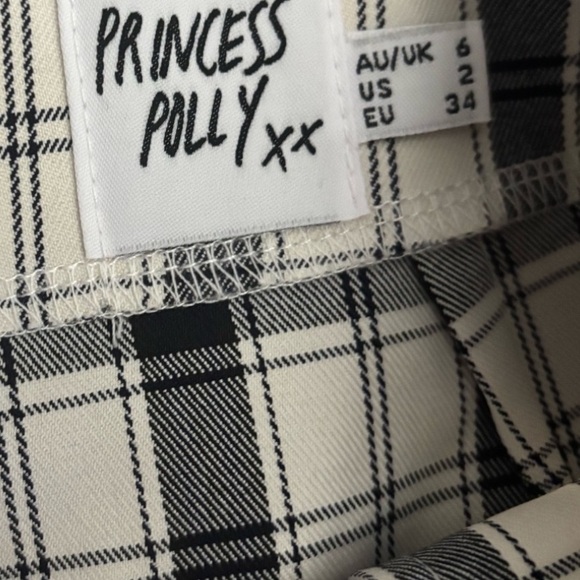 PRINCESS
POLLY xx
AU/UK 6
US 2
EU 34